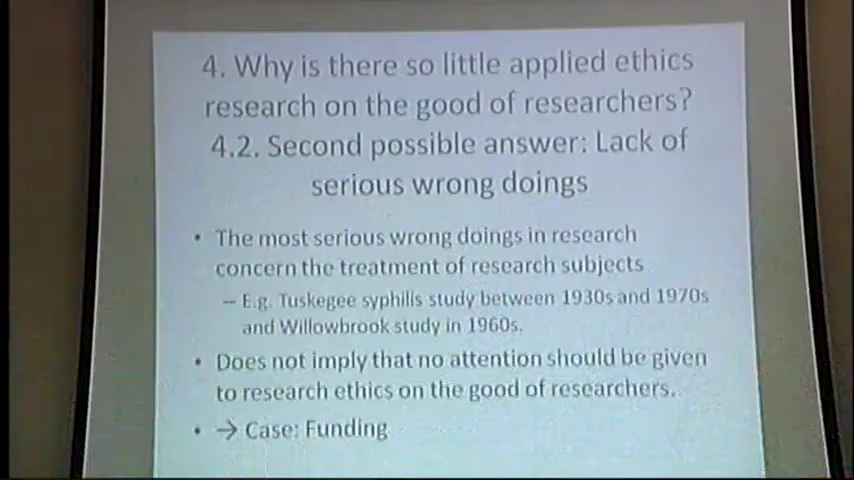 4. Why is there so little applied ethics
research on the good of researchers?
4.2. Second possible answer: Lack of
serious wrong doings
• The most serious wrong doings in research
concern the treatment of research subjects
– E.g. Tuskegee syphilis study between 1930s and 1970s
and Willowbrook study in 1960s.
• Does not imply that no attention should be given
to research ethics on the good of researchers.
• → Case: Funding